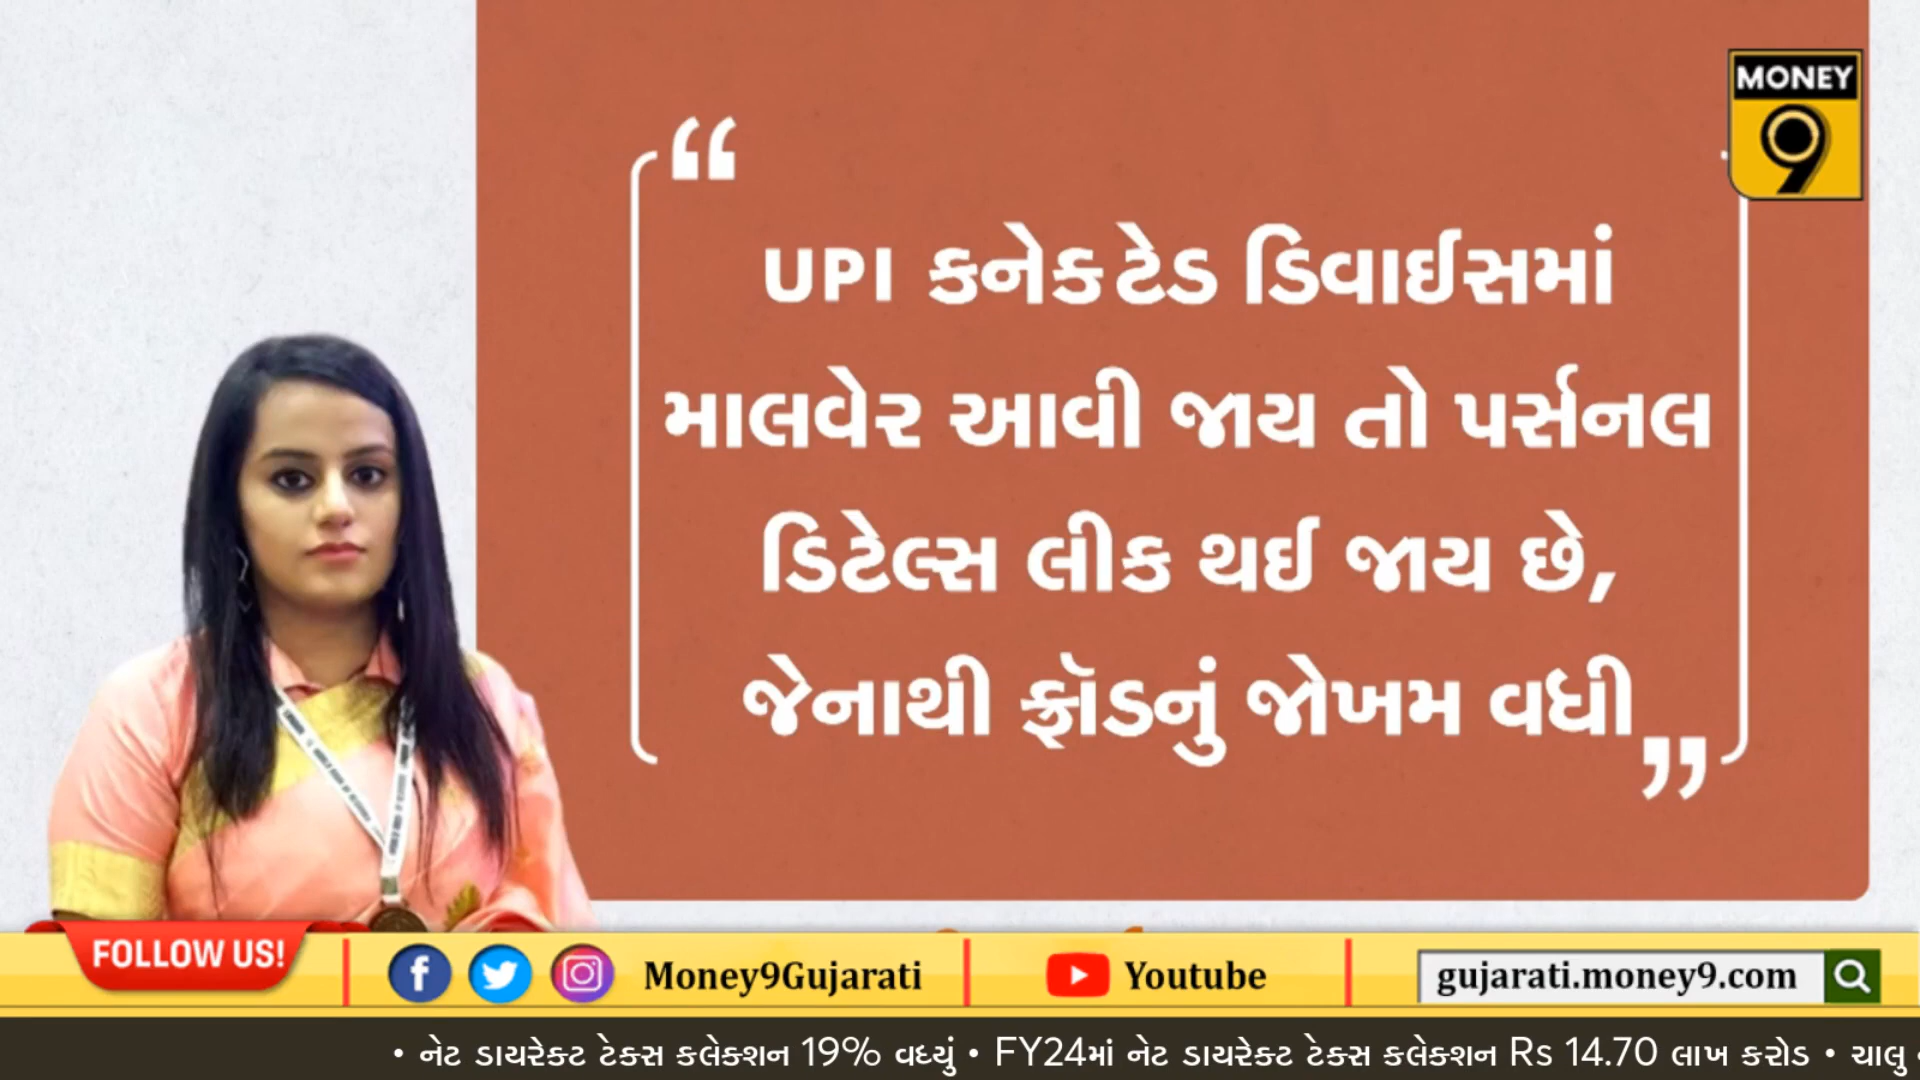 MONEY
9
“
UPI કનેકટેડ ડિવાઈસમાં
માલવેર આવી જાય તો પર્સનલ
ડિટેલ્સ લીક થઈ જાય છે,
જેનાથી ફ્રૉડનું જોખમ વધી
”
FOLLOW US!
Money9Gujarati
Youtube
gujarati.money9.com
• નેટ ડાયરેક્ટ ટેક્સ કલેક્શન 19% વધ્યું • FY24માં નેટ ડાયરેક્ટ ટેક્સ કલેક્શન Rs 14.70 લાખ કરોડ • ચાલુ